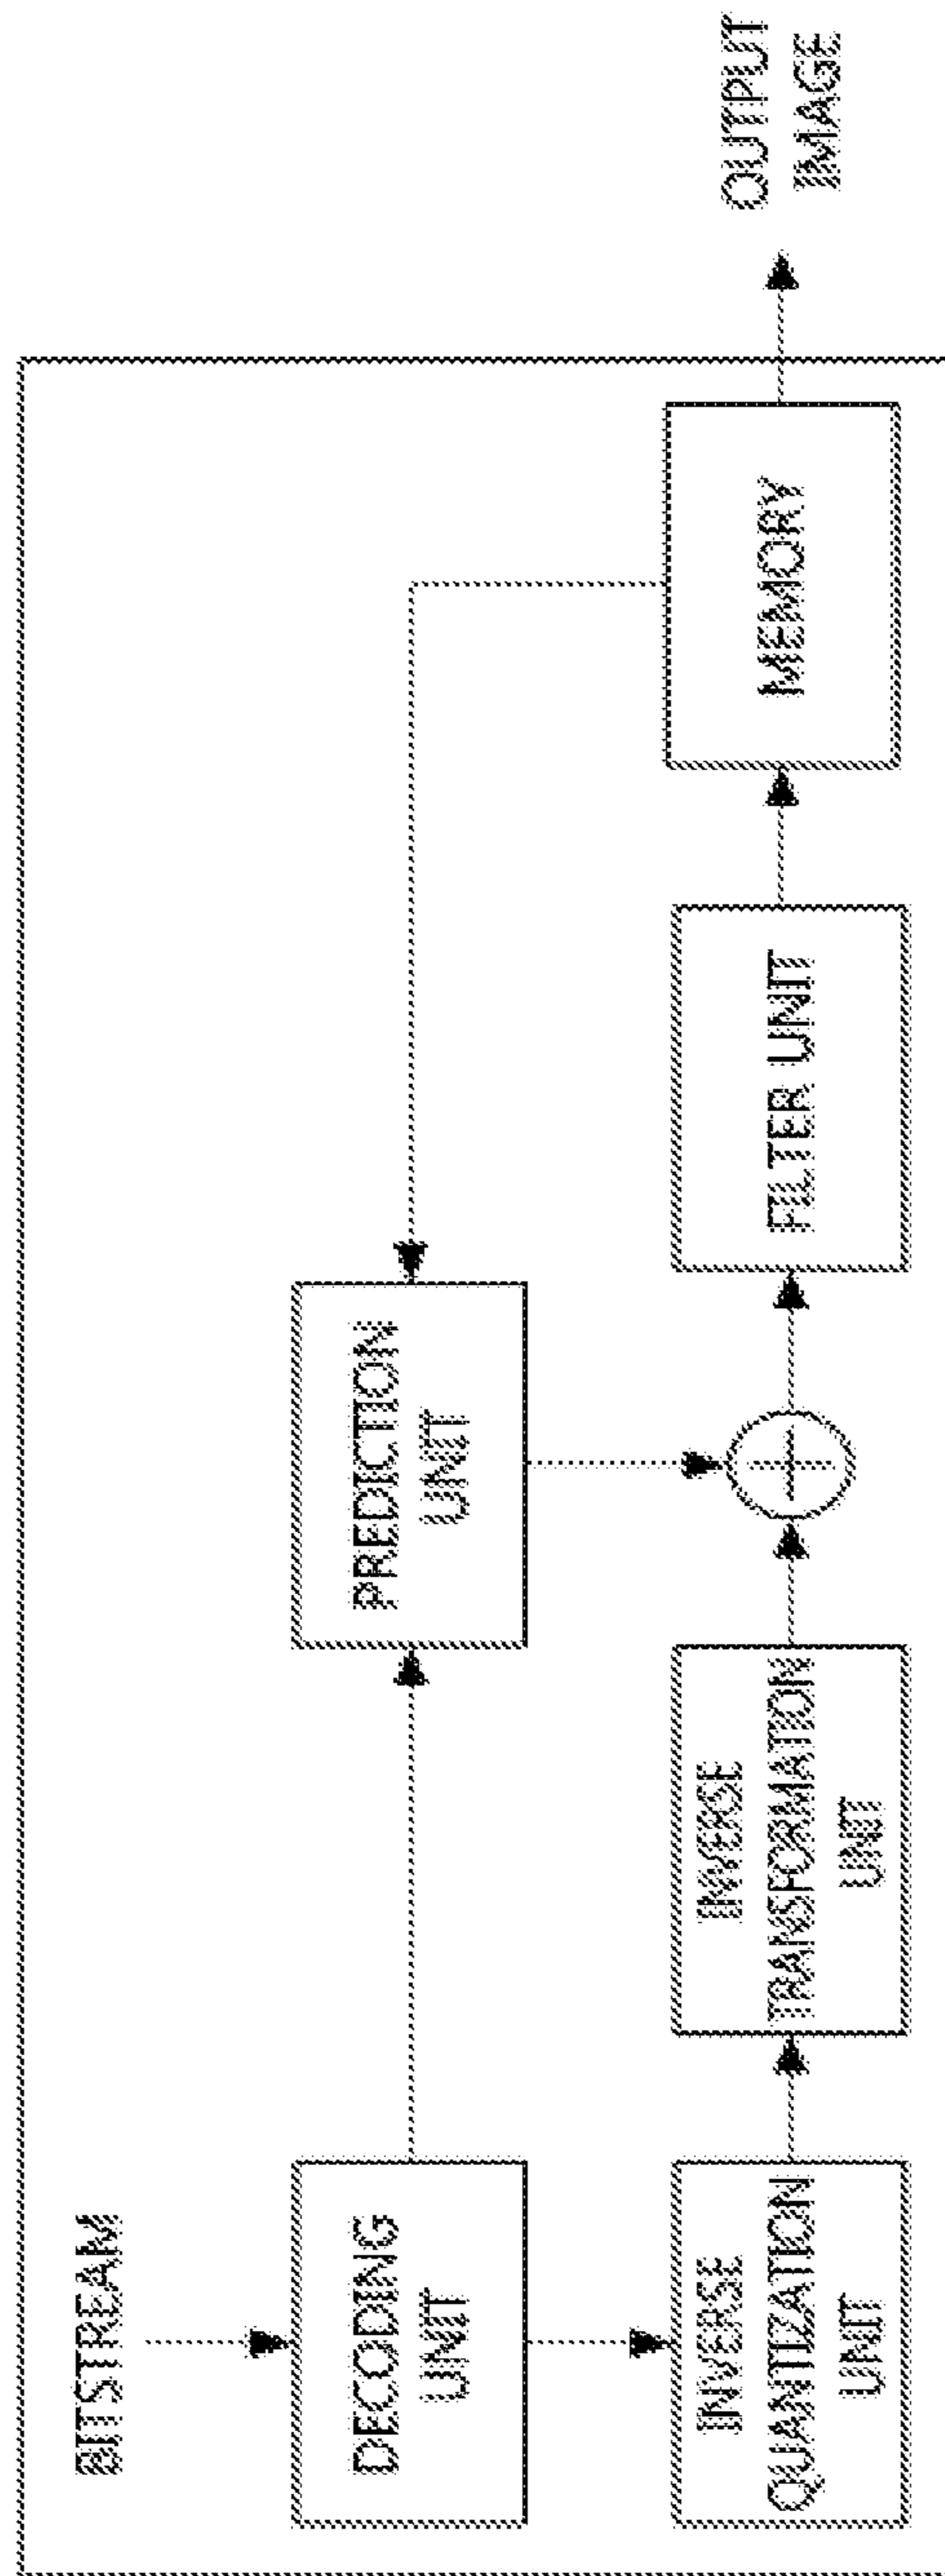 BITSTREAM
DECODING
UNIT
PREDICTION
UNIT
INVERSE
QUANTIZATION
UNIT
INVERSE
TRANSFORMATION
UNIT
FILTER UNIT
MEMORY
OUTPUT
IMAGE